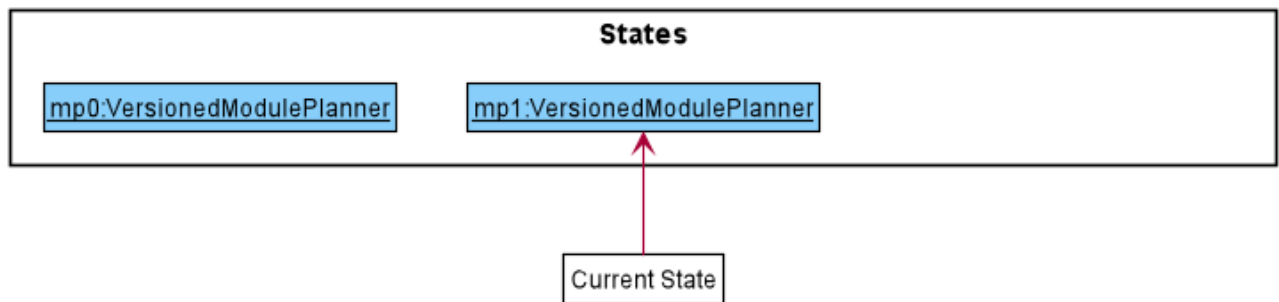 States
mp0:VersionedModulePlanner
mp1:VersionedModulePlanner
Current State